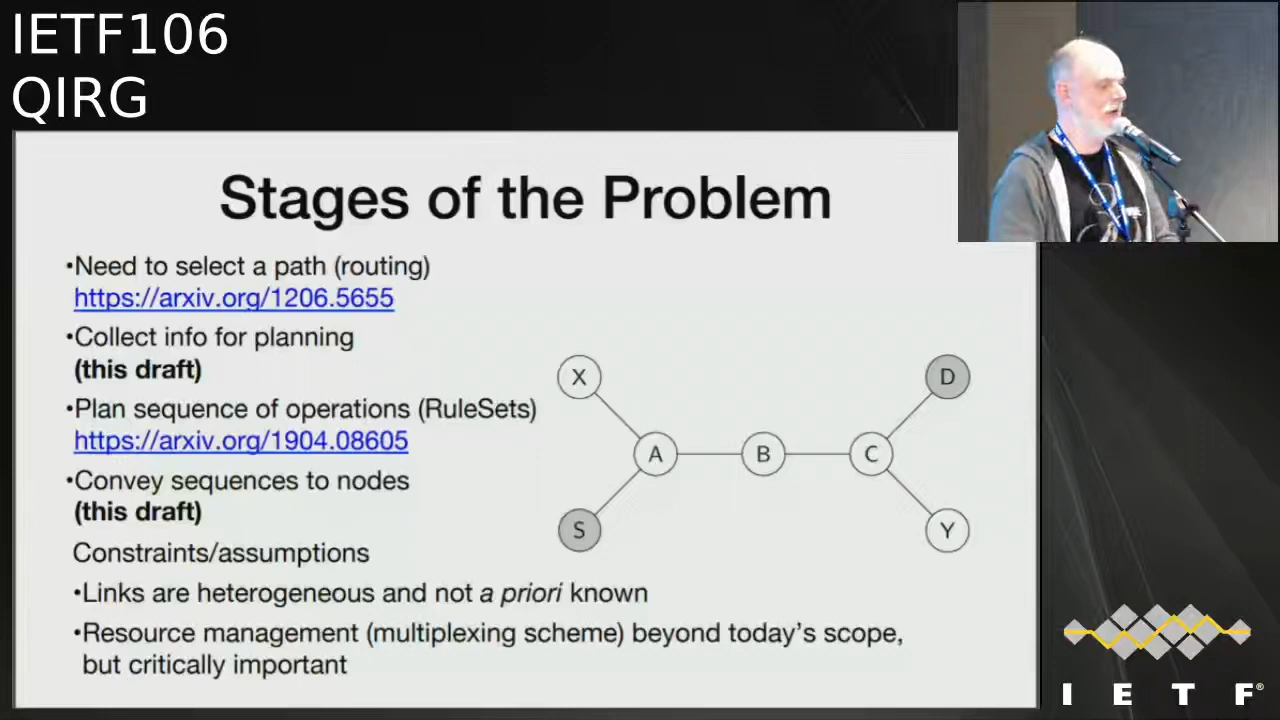 IETF106
QIRG
Stages of the Problem
•Need to select a path (routing)
https://arxiv.org/1206.5655
•Collect info for planning
(this draft)
•Plan sequence of operations (RuleSets)
https://arxiv.org/1904.08605
•Convey sequences to nodes
(this draft)
Constraints/assumptions
•Links are heterogeneous and not a priori known
•Resource management (multiplexing scheme) beyond today's scope,
but critically important
X
D
A
B
C
S
Y
I E T F®